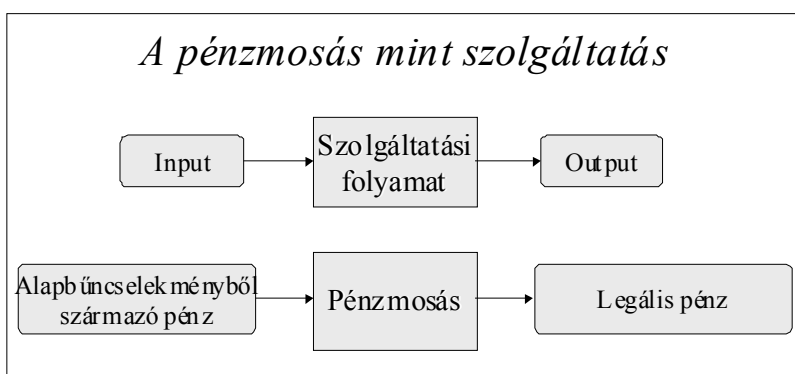 A pénzmosás mint szolgáltatás
Input
Szolgáltatási
folyamat
Output
Alapbűncselekményből
származó pénz
Pénzmosás
Legális pénz